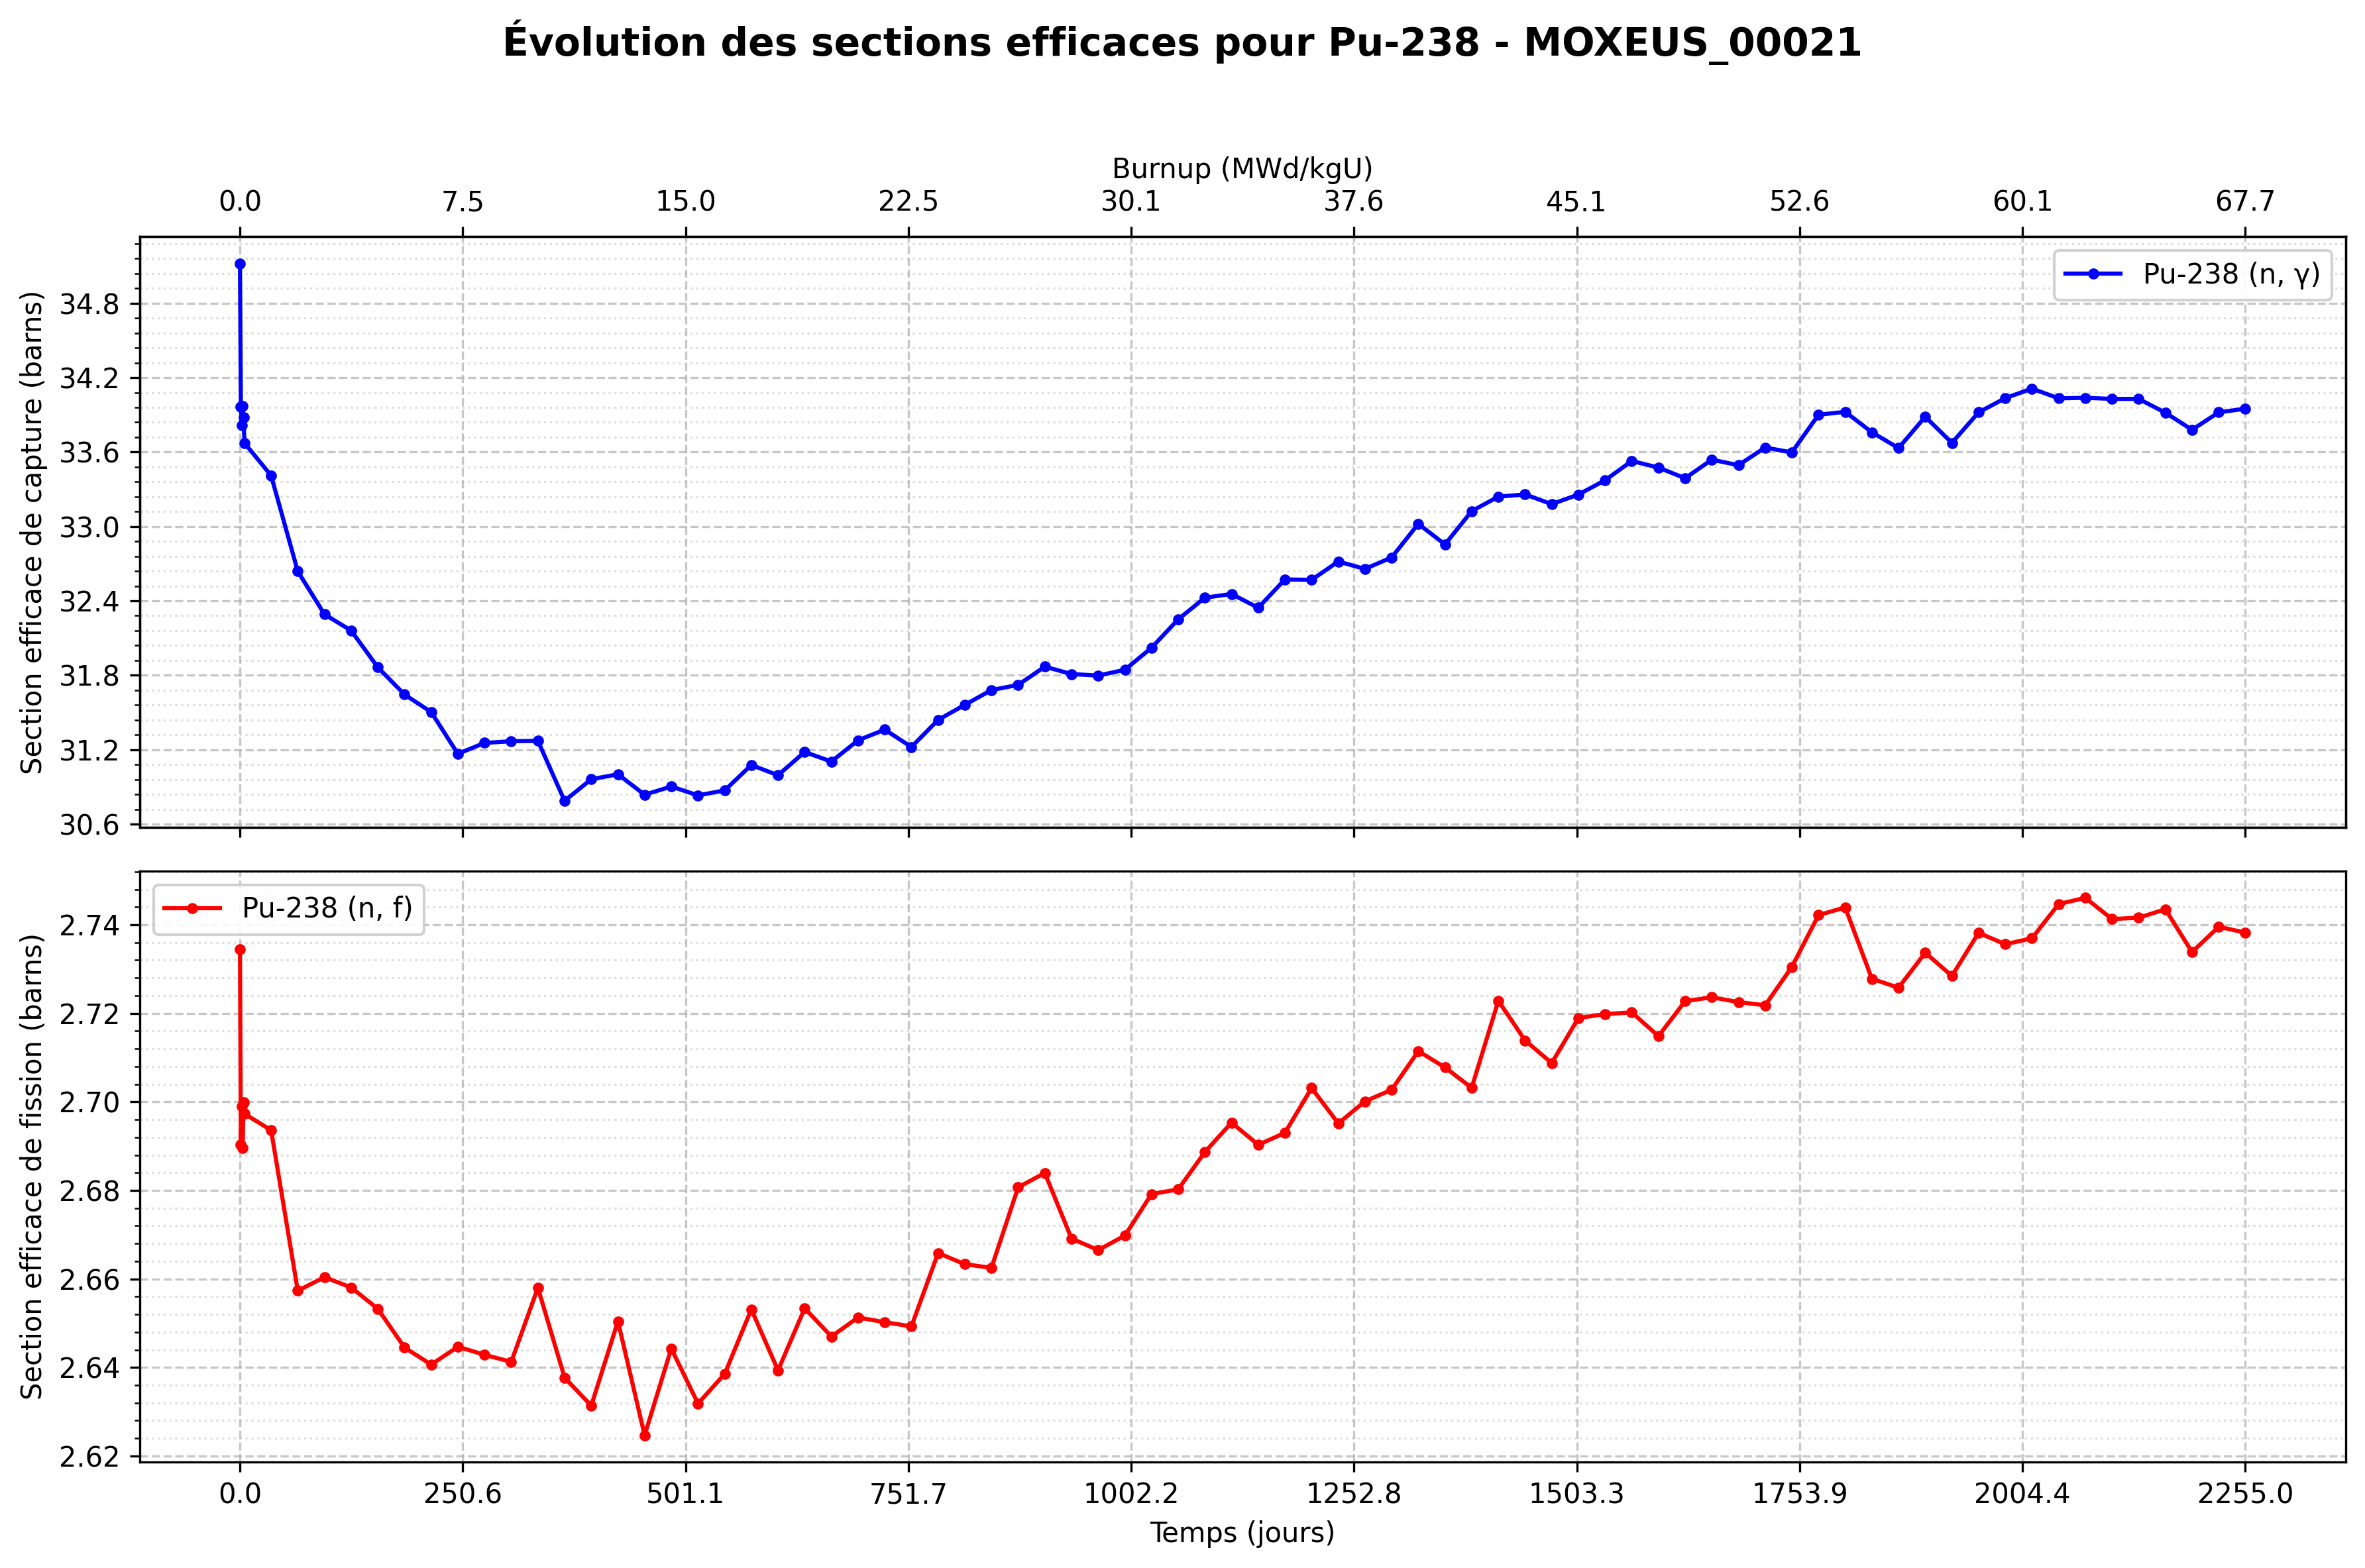 Évolution des sections efficaces pour Pu-238 - MOXEUS_00021
Burnup (MWd/kgU)
0.0 7.5 15.0 22.5 30.1 37.6 45.1 52.6 60.1 67.7
Section efficace de capture (barns)
34.8
34.2
33.6
33.0
32.4
31.8
31.2
30.6
Pu-238 (n, γ)
Section efficace de fission (barns)
2.74
2.72
2.70
2.68
2.66
2.64
2.62
Pu-238 (n, f)
0.0 250.6 501.1 751.7 1002.2 1252.8 1503.3 1753.9 2004.4 2255.0
Temps (jours)